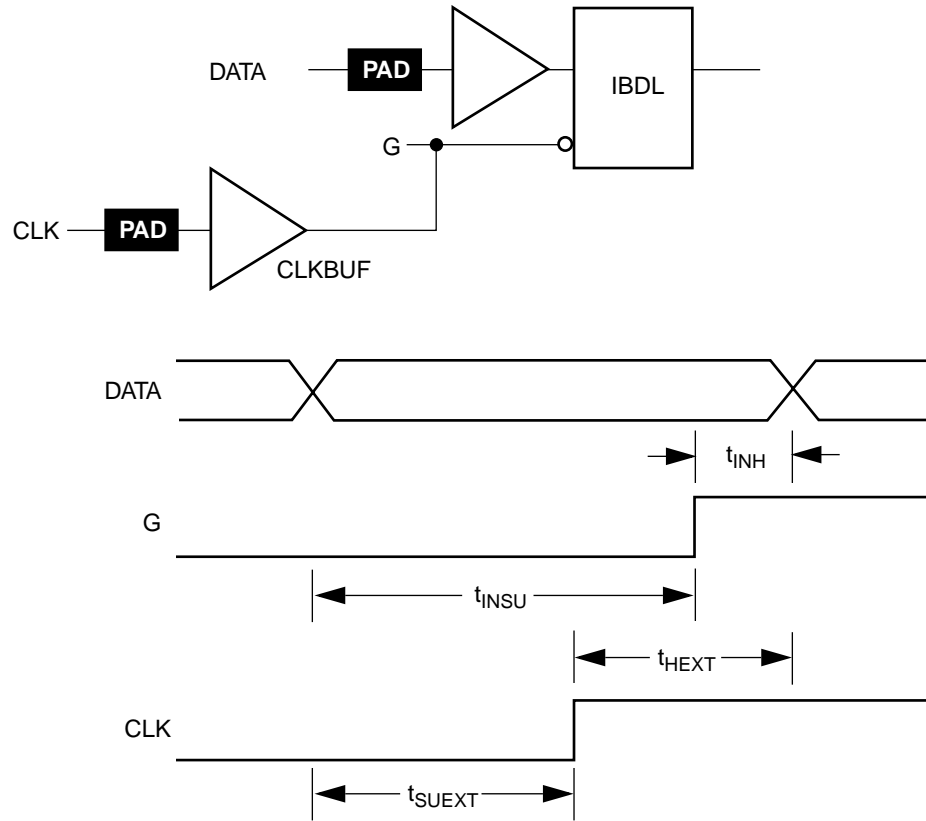 DATA
PAD
IBDL
G
CLK
PAD
CLKBUF
DATA
tINH
G
tINSU
tHEXT
CLK
tSUEXT